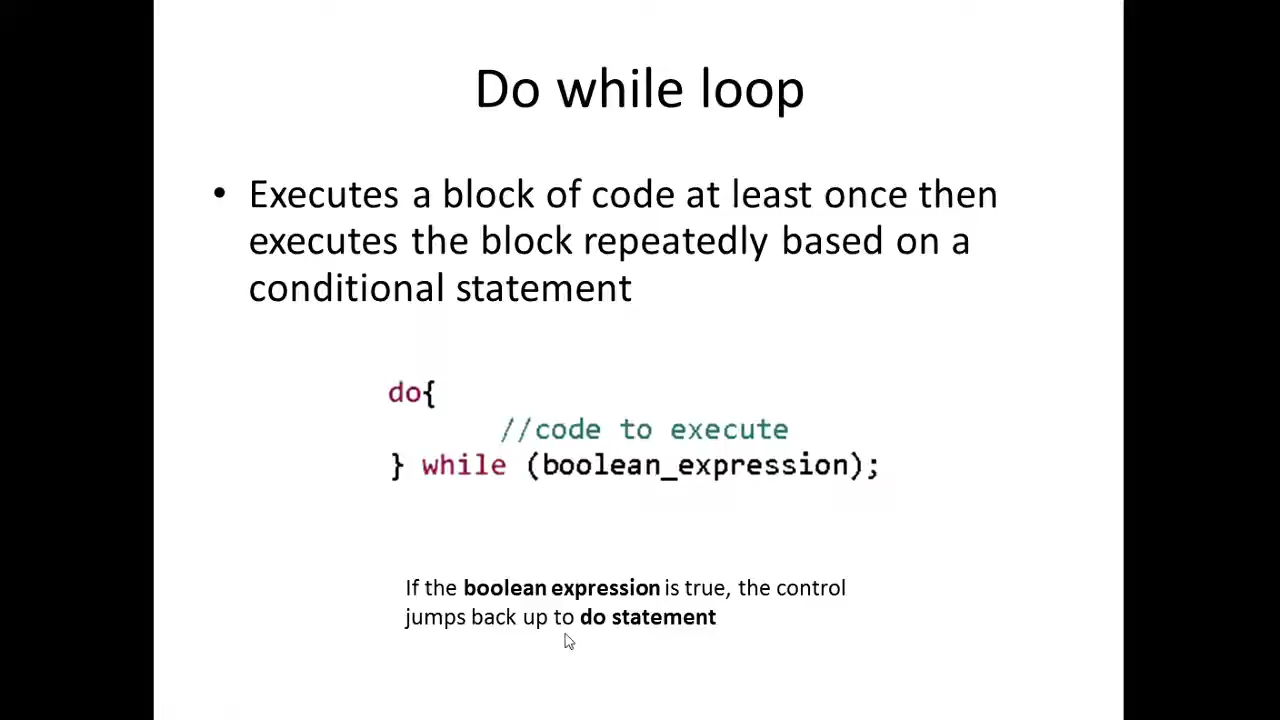 Do while loop
• Executes a block of code at least once then
executes the block repeatedly based on a
conditional statement
do{
//code to execute
} while (boolean_expression);
If the boolean expression is true, the control
jumps back up to do statement